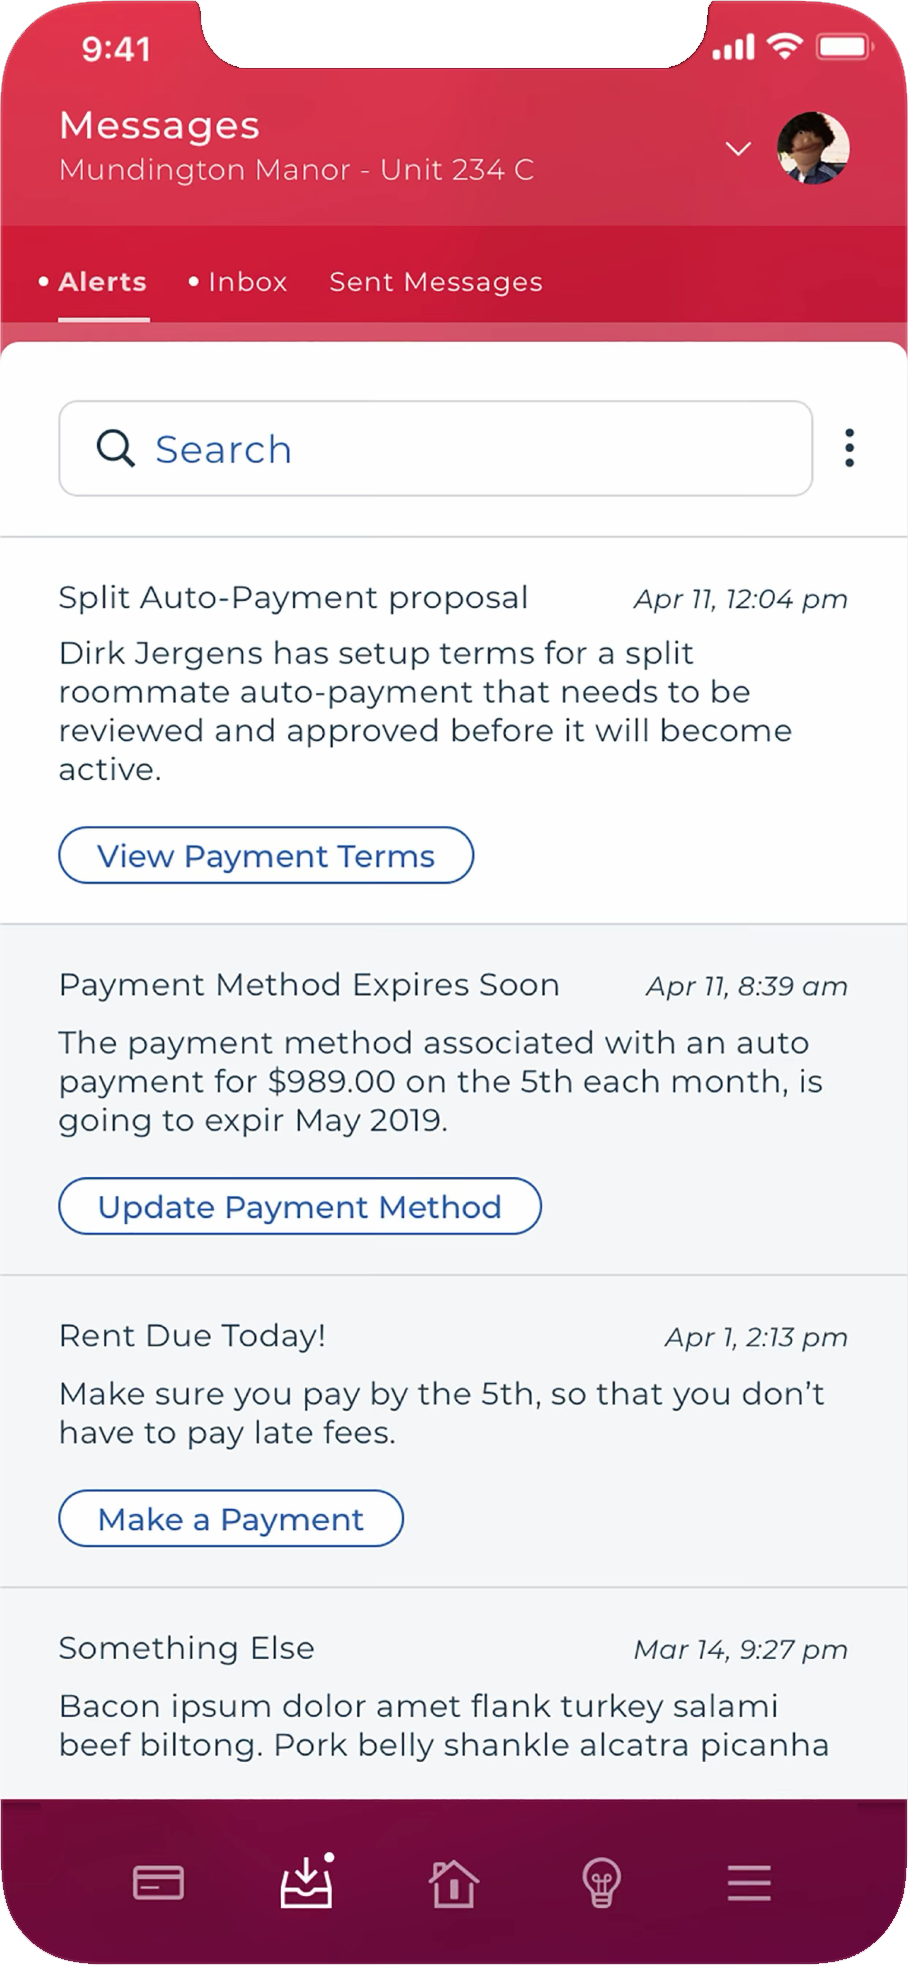 9:41
Messages
Mundington Manor - Unit 234 C
Alerts
Inbox
Sent Messages
Search
Split Auto-Payment proposal
Apr 11, 12:04 pm
Dirk Jergens has setup terms for a split
roommate auto-payment that needs to be
reviewed and approved before it will become
active.
View Payment Terms
Payment Method Expires Soon
Apr 11, 8:39 am
The payment method associated with an auto
payment for $989.00 on the 5th each month, is
going to expir May 2019.
Update Payment Method
Rent Due Today!
Apr 1, 2:13 pm
Make sure you pay by the 5th, so that you don’t
have to pay late fees.
Make a Payment
Something Else
Mar 14, 9:27 pm
Bacon ipsum dolor amet flank turkey salami
beef biltong. Pork belly shankle alcatra picanha